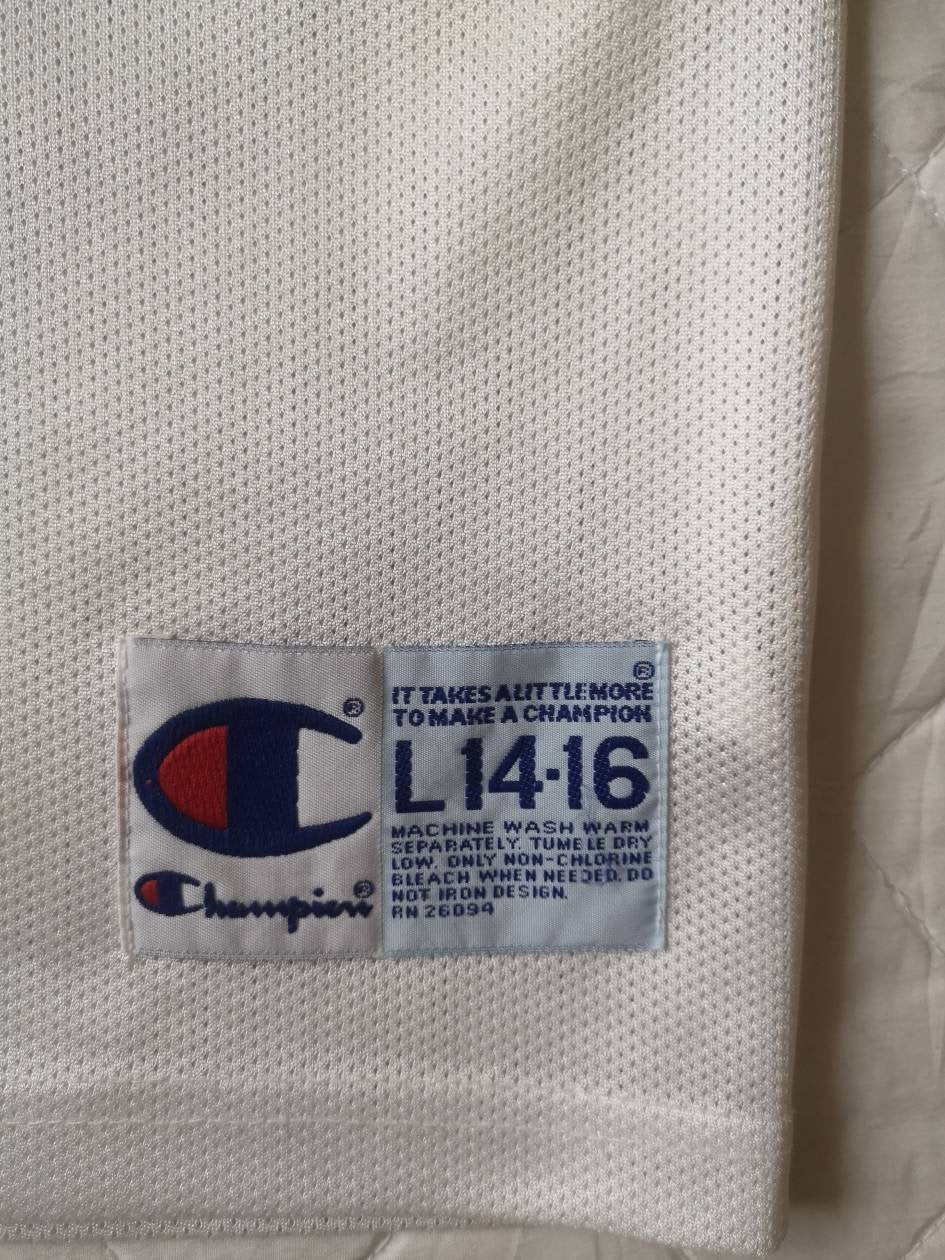 ®
IT TAKES A LITTLE MORE
TO MAKE A CHAMPION
L 14-16
MACHINE WASH WARM
SEPARATELY. TUMBLE DRY
LOW. ONLY NON-CHLORINE
BLEACH WHEN NEEDED. DO
NOT IRON DESIGN.
RN 26094
®
Champion®